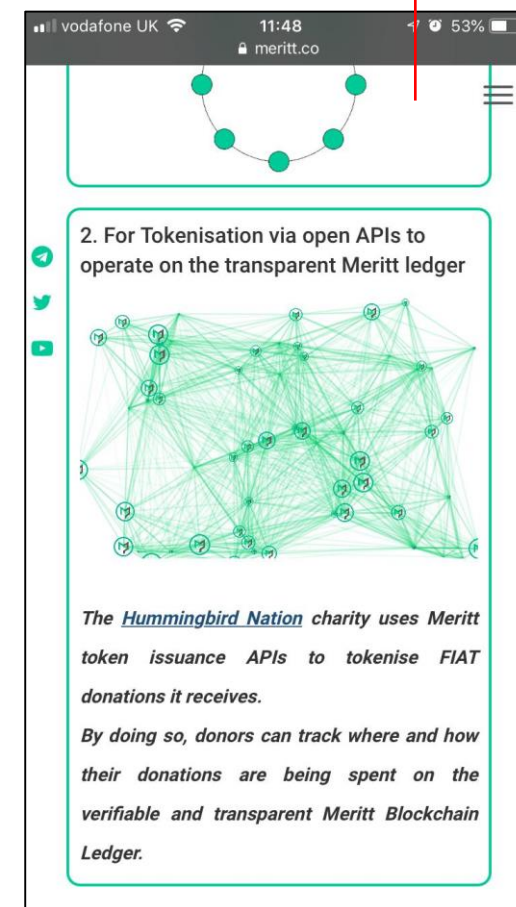 vodafone UK 11:48 53%
meritt.co
2. For Tokenisation via open APIs to
operate on the transparent Meritt ledger
The Hummingbird Nation charity uses Meritt
token issuance APIs to tokenise FIAT
donations it receives.
By doing so, donors can track where and how
their donations are being spent on the
verifiable and transparent Meritt Blockchain
Ledger.